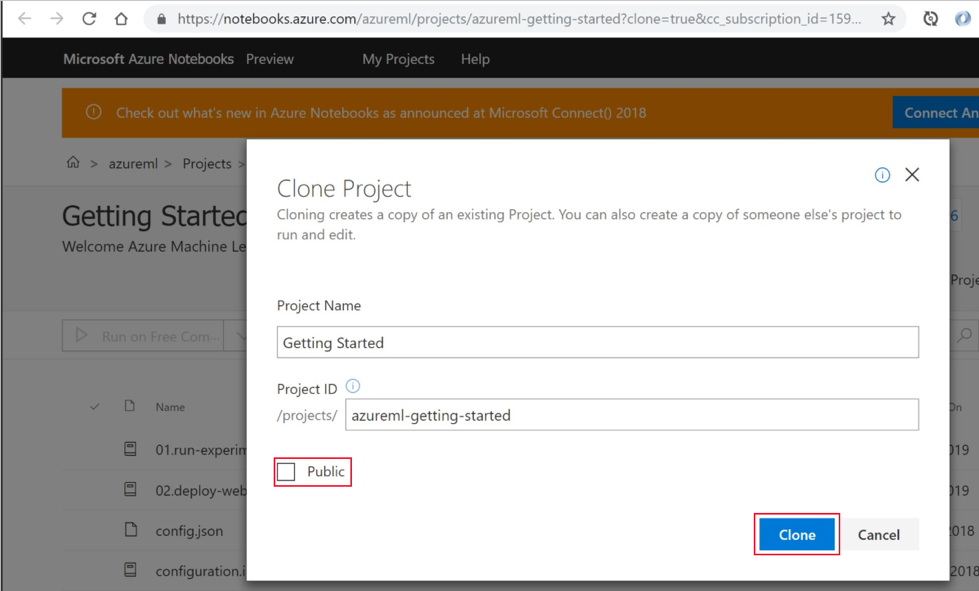 https://notebooks.azure.com/azureml/projects/azureml-getting-started?clone=true&cc_subscription_id=159...
Microsoft Azure Notebooks Preview My Projects Help
Check out what's new in Azure Notebooks as announced at Microsoft Connect() 2018
Connect An
> azureml > Projects >
Getting Started
Welcome Azure Machine Le
6
Proje
Run on Free Com...
Name
On
01.run-experim
019
02.deploy-web
019
config.json
2018
configuration.i
2018
Clone Project
Cloning creates a copy of an existing Project. You can also create a copy of someone else's project to
run and edit.
Project Name
Getting Started
Project ID
/projects/ azureml-getting-started
Public
Clone Cancel